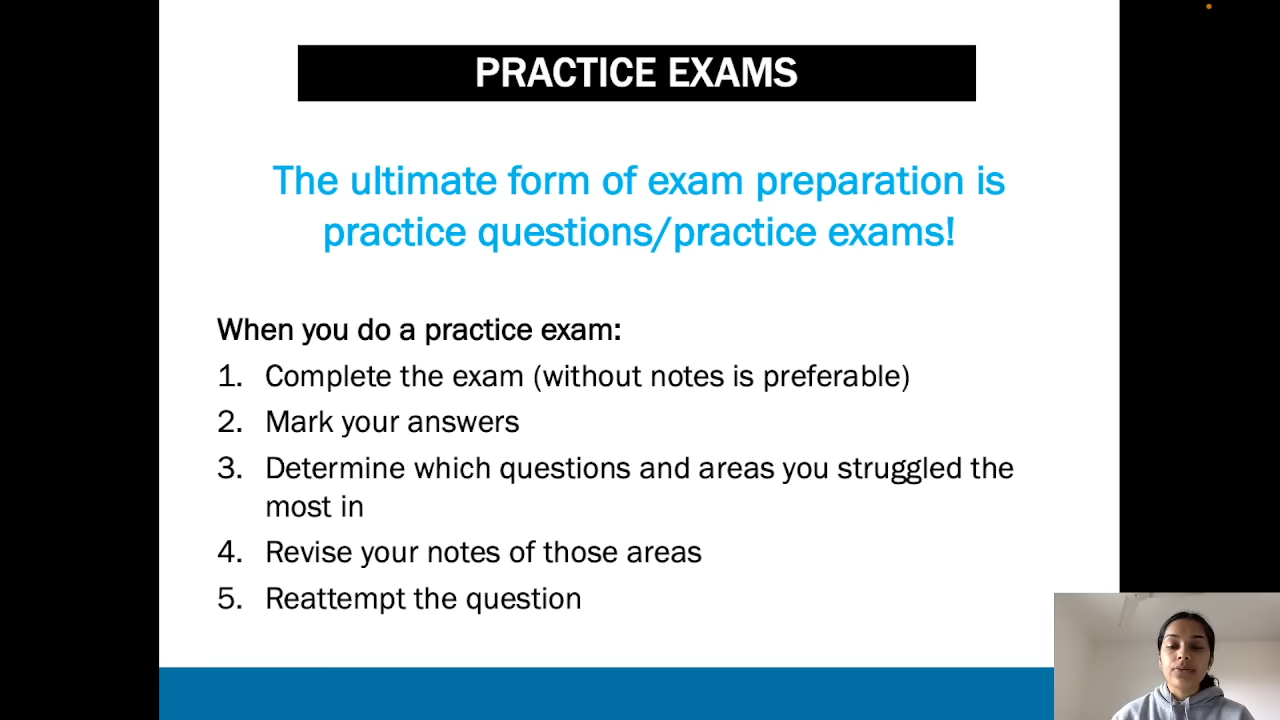 PRACTICE EXAMS
The ultimate form of exam preparation is
practice questions/practice exams!
When you do a practice exam:
1. Complete the exam (without notes is preferable)
2. Mark your answers
3. Determine which questions and areas you struggled the
most in
4. Revise your notes of those areas
5. Reattempt the question